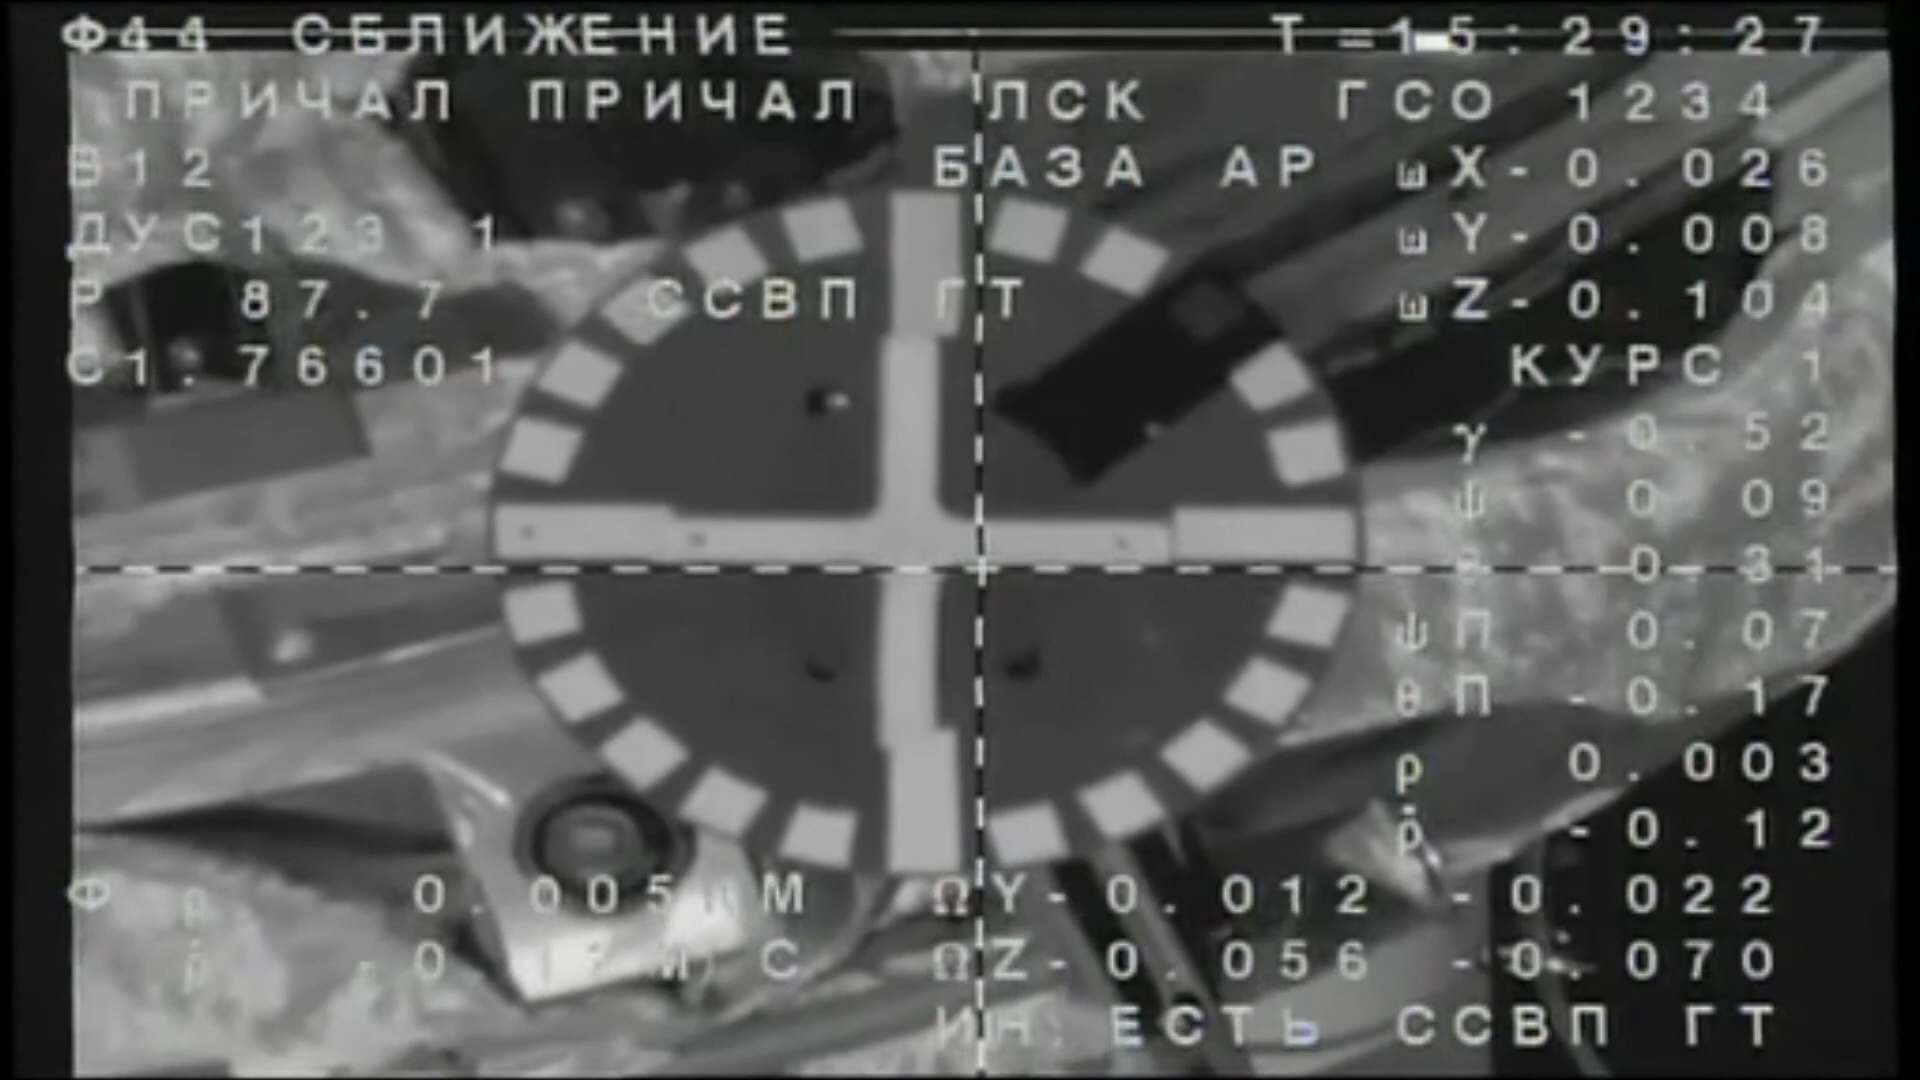 Ф44 СБЛИЖЕНИЕ Т=15:29:27
ПРИЧАЛ ПРИЧАЛ ЛСК ГСО 1234
В12 БАЗА АР ωX-0.026
ДУС123 1 ωY-0.008
Р 87.7 ССВП ГТ ωZ-0.104
С1.76601 КУРС 1
γ -0.52
ψ 0.09
-0.31
ψП 0.07
θП -0.17
ρ 0.003
ρ̇ -0.12
Ф ρ 0.005 М ΩY-0.012 -0.022
ρ̇ -0 С ΩZ-0.056 -0.070
ИН: ЕСТЬ ССВП ГТ